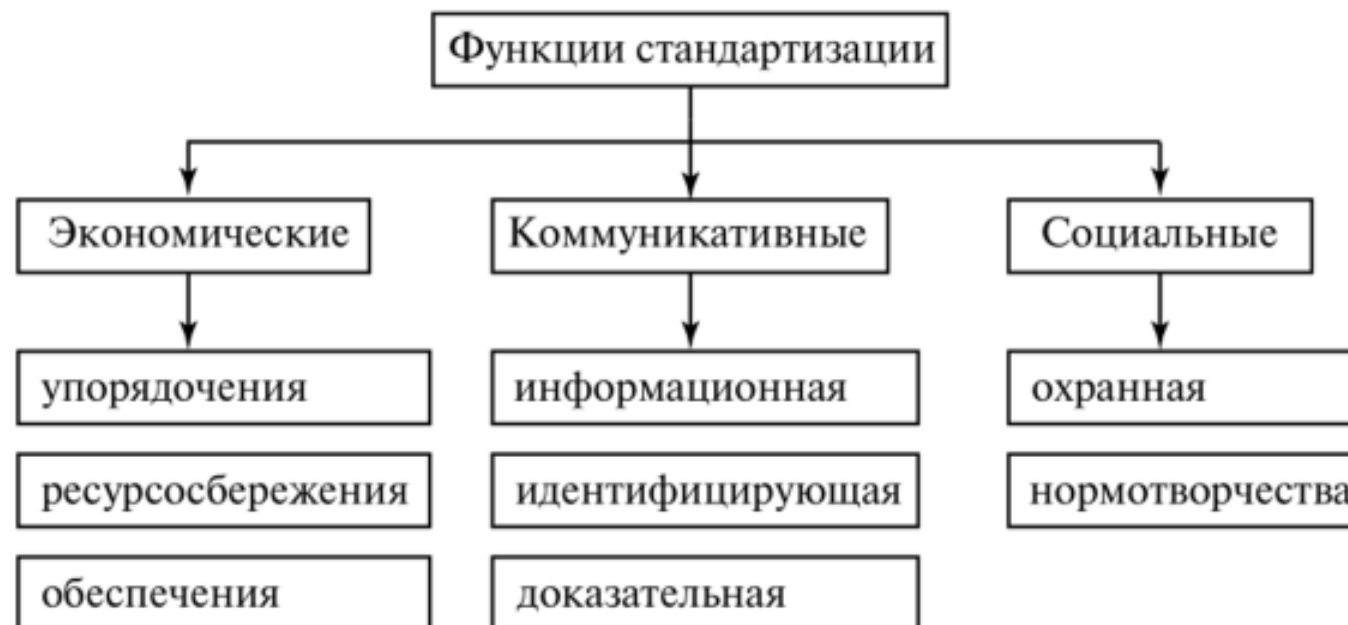 Функции стандартизации
Экономические
Коммуникативные
Социальные
упорядочения
информационная
охранная
ресурсосбережения
идентифицирующая
нормотворчества
обеспечения
доказательная